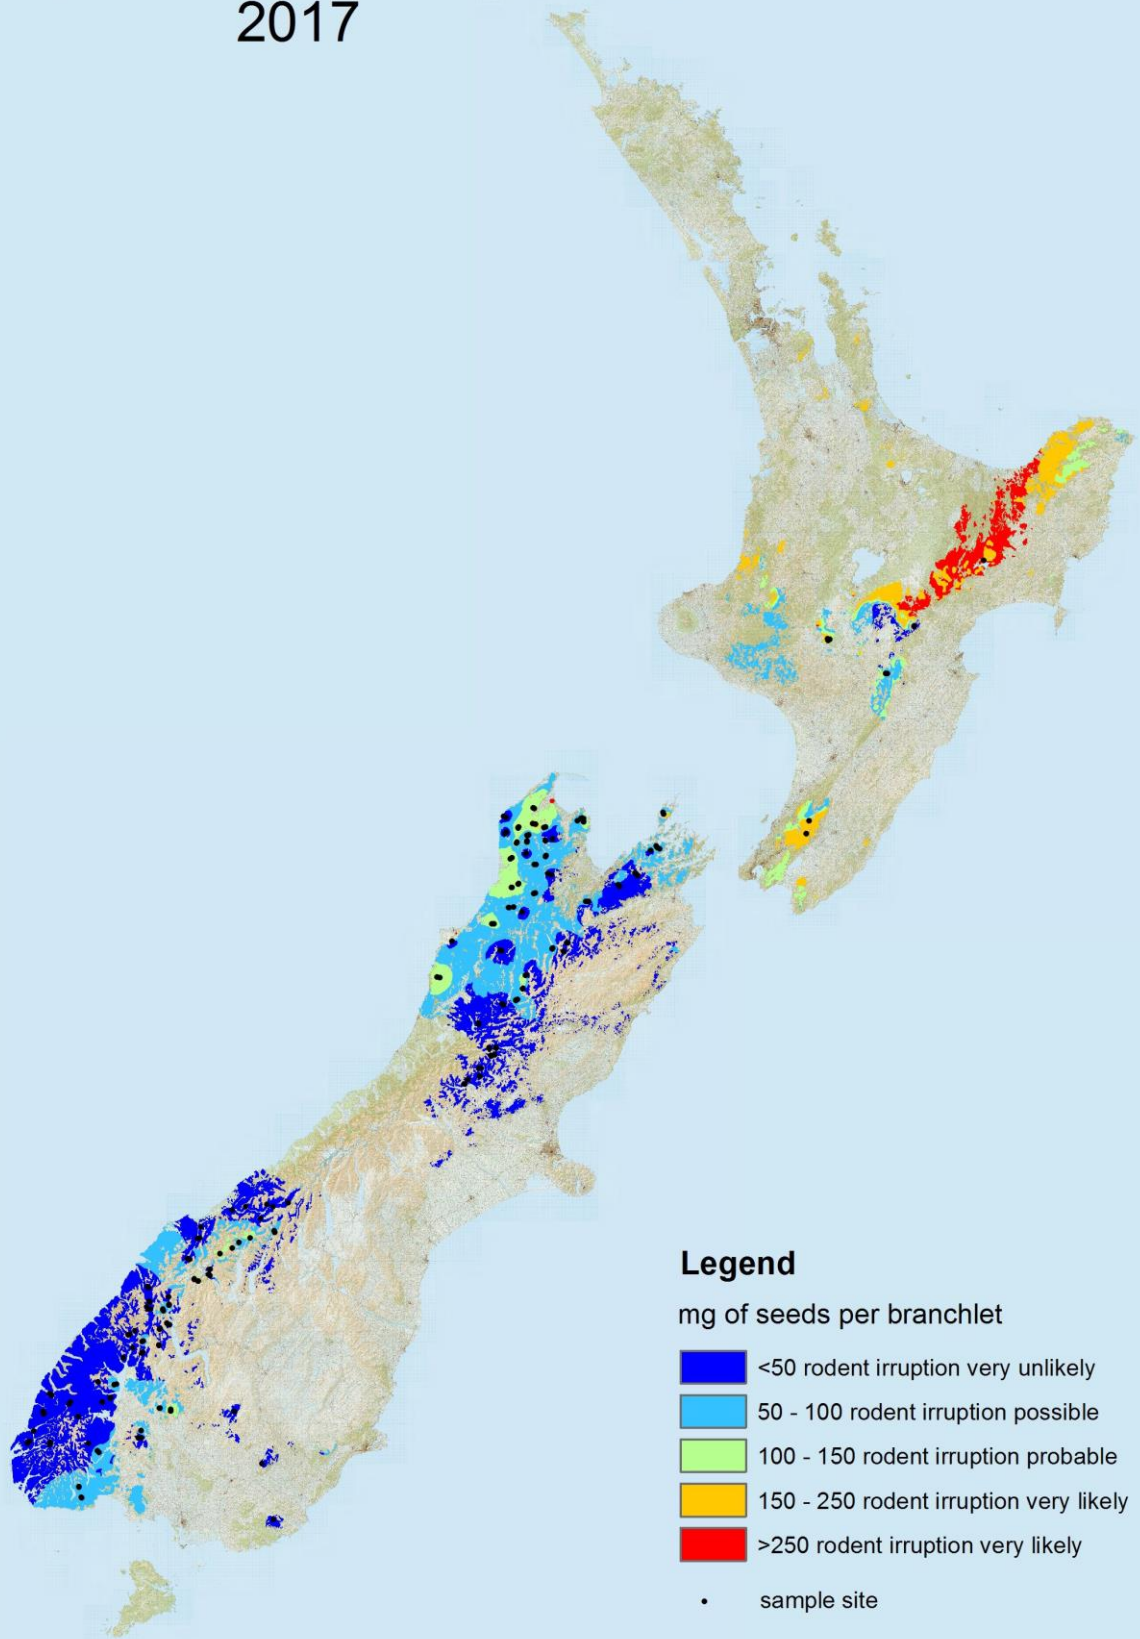 2017
Legend
mg of seeds per branchlet
<50 rodent irruption very unlikely
50 - 100 rodent irruption possible
100 - 150 rodent irruption probable
150 - 250 rodent irruption very likely
>250 rodent irruption very likely
sample site